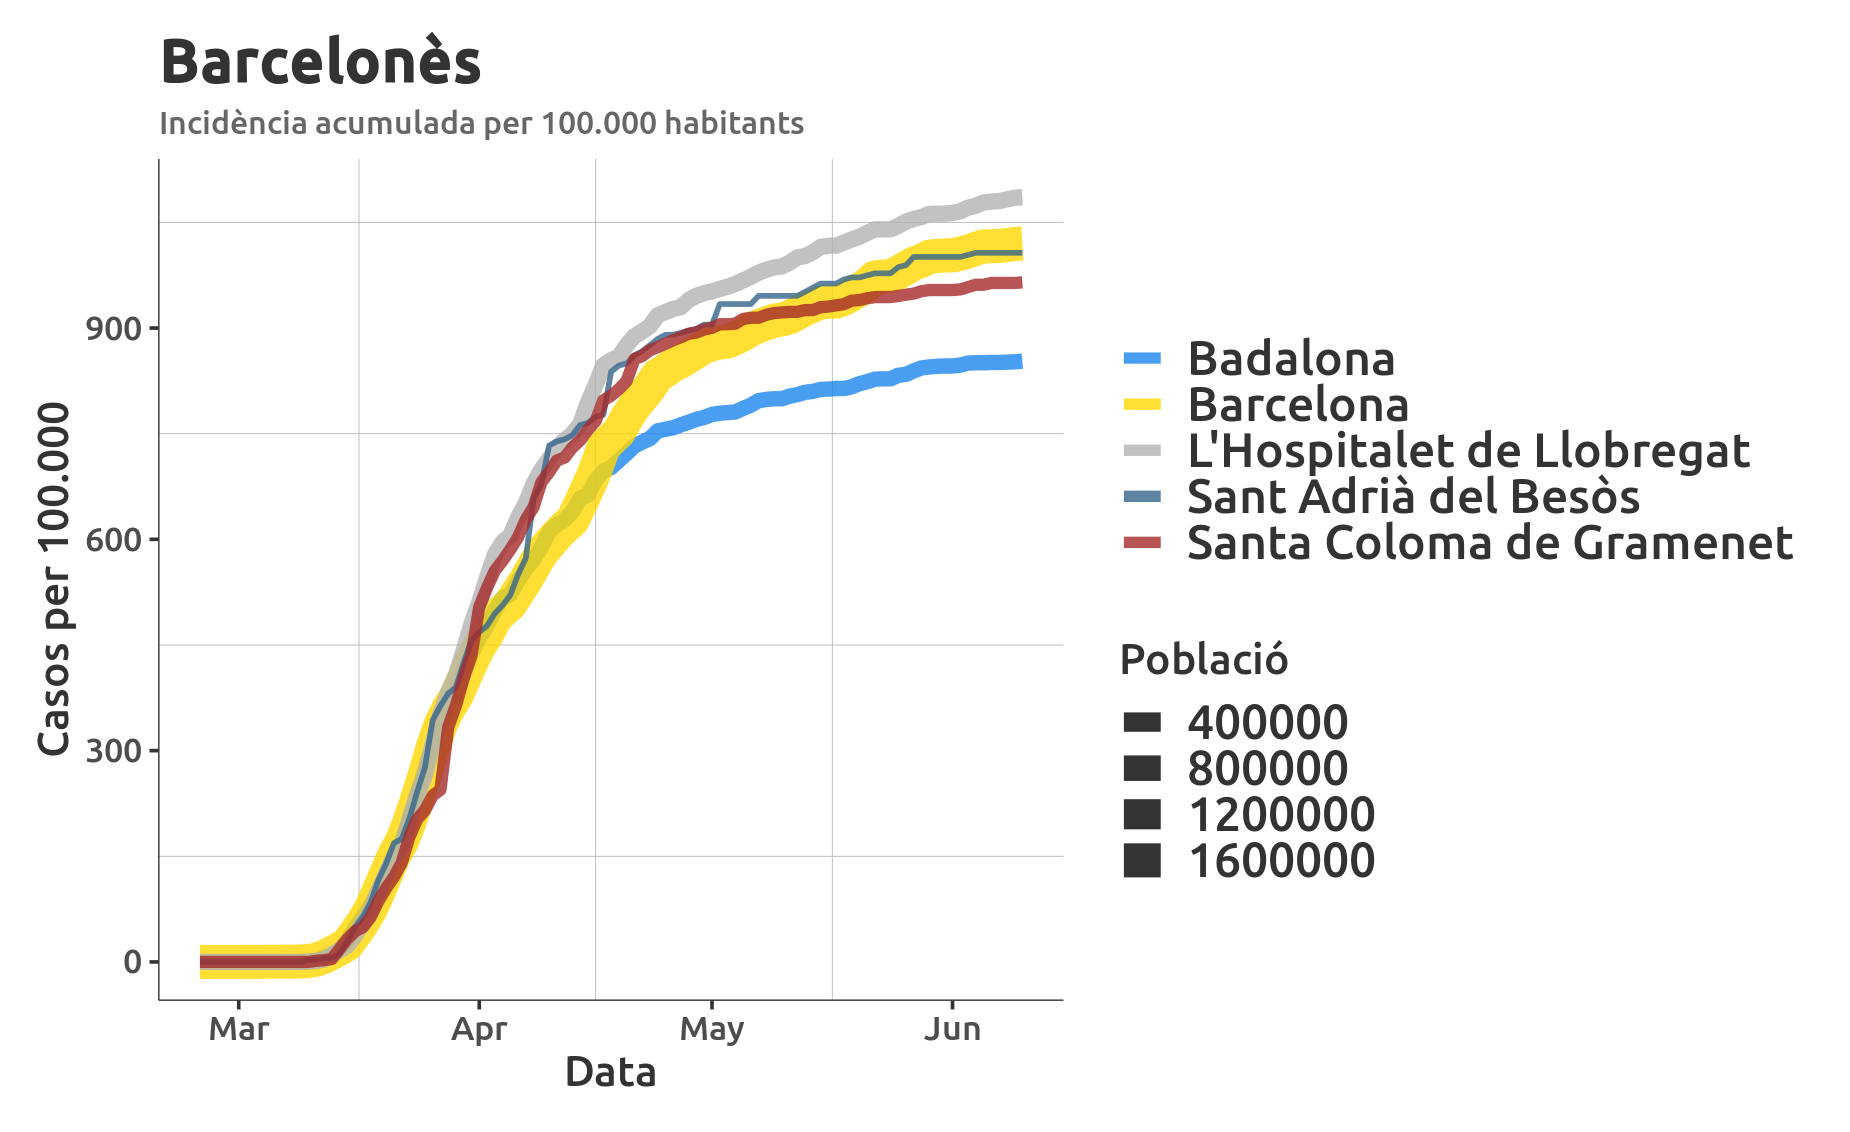 Barcelonès
Incidència acumulada per 100.000 habitants
Casos per 100.000
900
600
300
0
Mar Apr May Jun
Data
Badalona
Barcelona
L'Hospitalet de Llobregat
Sant Adrià del Besòs
Santa Coloma de Gramenet
Població
400000
800000
1200000
1600000